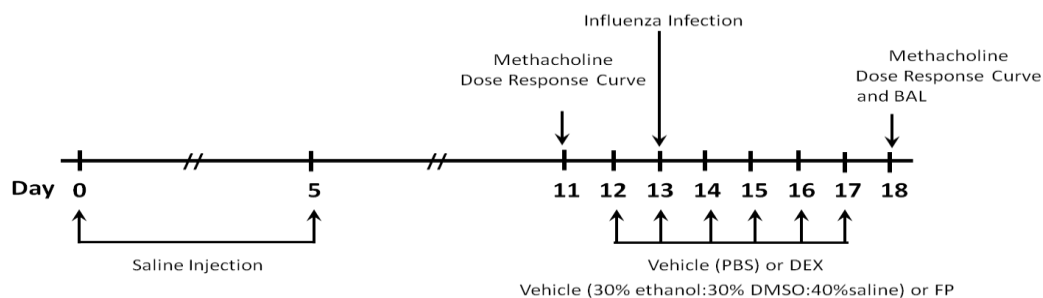 Influenza Infection
Methacholine
Dose Response Curve
Methacholine
Dose Response Curve
and BAL
Day 0 5 11 12 13 14 15 16 17 18
Saline Injection
Vehicle (PBS) or DEX
Vehicle (30% ethanol:30% DMSO:40%saline) or FP